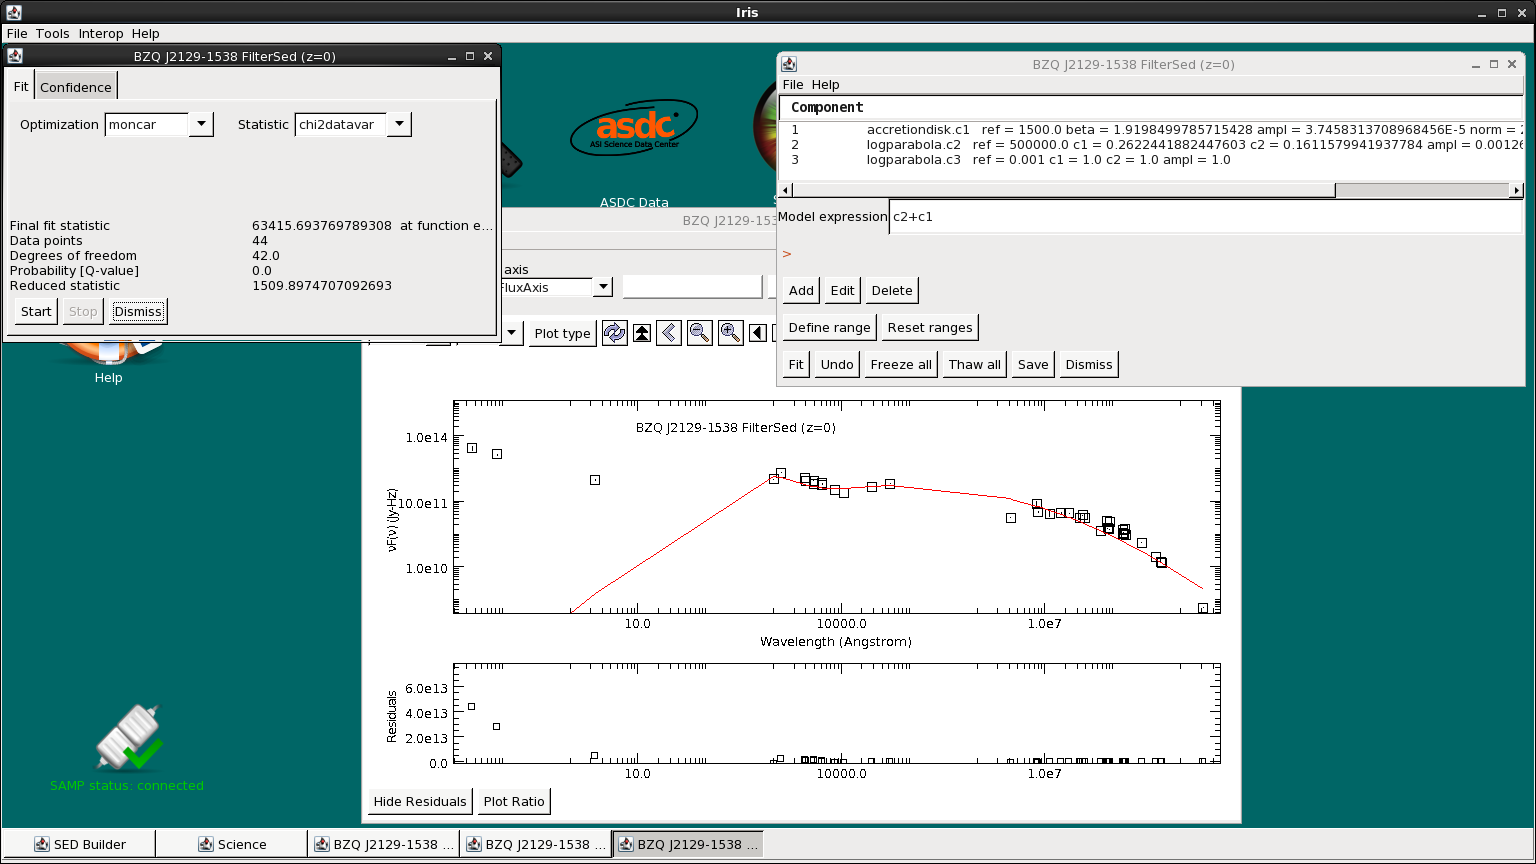 Iris
File Tools Interop Help
BZQ J2129-1538 FilterSed (z=0)
Fit Confidence
Optimization moncar Statistic chi2datavar
Final fit statistic 63415.693769789308 at function e...
Data points 44
Degrees of freedom 42.0
Probability [Q-value] 0.0
Reduced statistic 1509.8974707092693
Start Stop Dismiss
asdc
ASI Science Data Center
ASDC Data
BZQ J2129-153
axis
FluxAxis
Plot type
Help
BZQ J2129-1538 FilterSed (z=0)
File Help
Component
1 accretiondisk.c1 ref = 1500.0 beta = 1.9198499785715428 ampl = 3.7458313708968456E-5 norm =
2 logparabola.c2 ref = 500000.0 c1 = 0.2622441882447603 c2 = 0.1611579941937784 ampl = 0.00126
3 logparabola.c3 ref = 0.001 c1 = 1.0 c2 = 1.0 ampl = 1.0
Model expression c2+c1
>
Add Edit Delete
Define range Reset ranges
Fit Undo Freeze all Thaw all Save Dismiss
BZQ J2129-1538 FilterSed (z=0)
1.0e14
10.0e11
1.0e10
νF(ν) (Jy-Hz)
10.0 10000.0 1.0e7
Wavelength (Angstrom)
6.0e13
4.0e13
2.0e13
0.0
Residuals
10.0 10000.0 1.0e7
Hide Residuals Plot Ratio
SAMP status: connected
SED Builder Science BZQ J2129-1538 ... BZQ J2129-1538 ... BZQ J2129-1538 ...